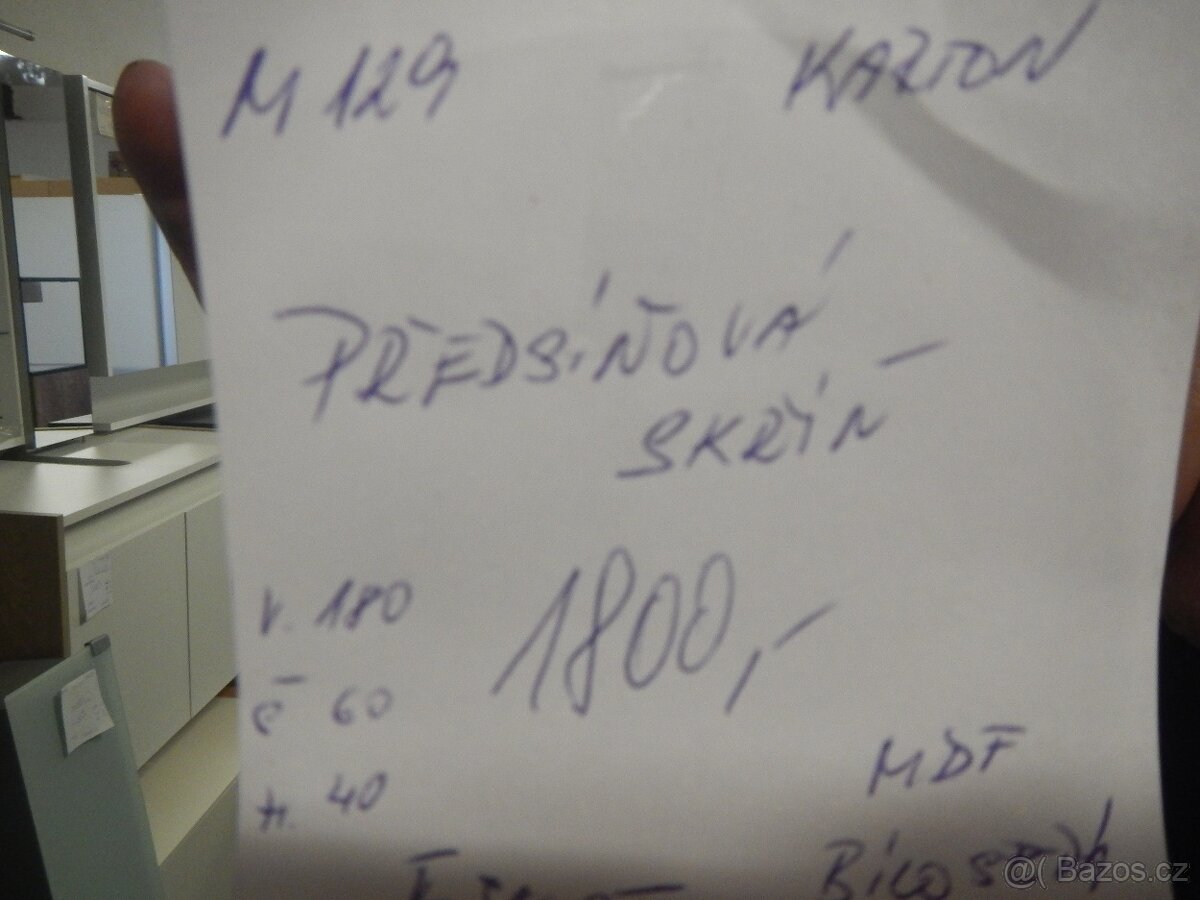 M 129 KARTON
PŘEDSÍŇOVÁ
SKŘÍŇ
v. 180
1800,-
š 60
h. 40
MDF
@( Bazos.cz